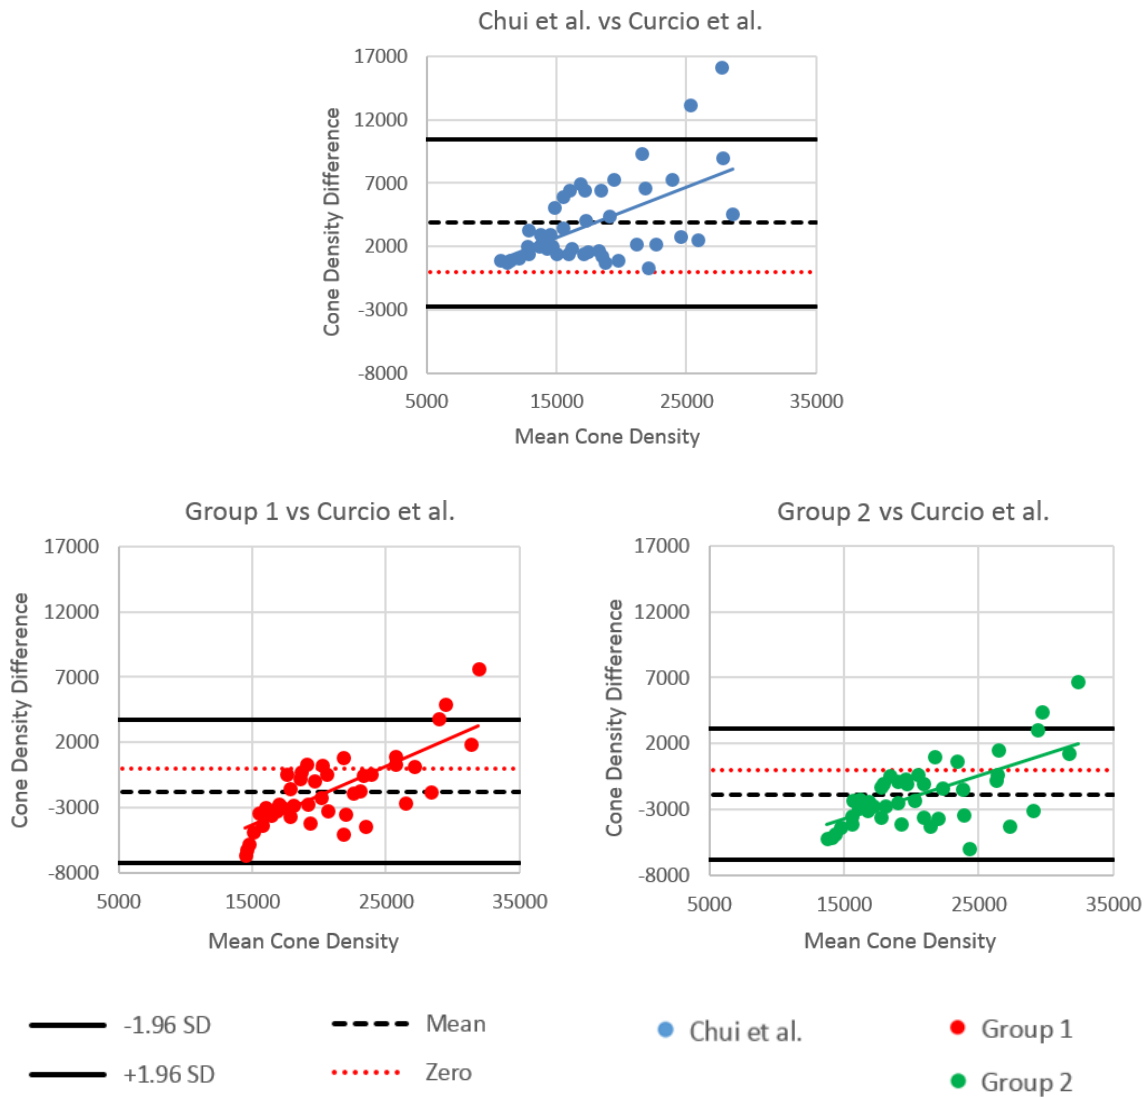 Chui et al. vs Curcio et al.
17000
12000
7000
2000
-3000
-8000
Cone Density Difference
5000 15000 25000 35000
Mean Cone Density
Group 1 vs Curcio et al.
17000
12000
7000
2000
-3000
-8000
Cone Density Difference
5000 15000 25000 35000
Mean Cone Density
Group 2 vs Curcio et al.
17000
12000
7000
2000
-3000
-8000
Cone Density Difference
5000 15000 25000 35000
Mean Cone Density
-1.96 SD
+1.96 SD
Mean
Zero
Chui et al.
Group 1
Group 2